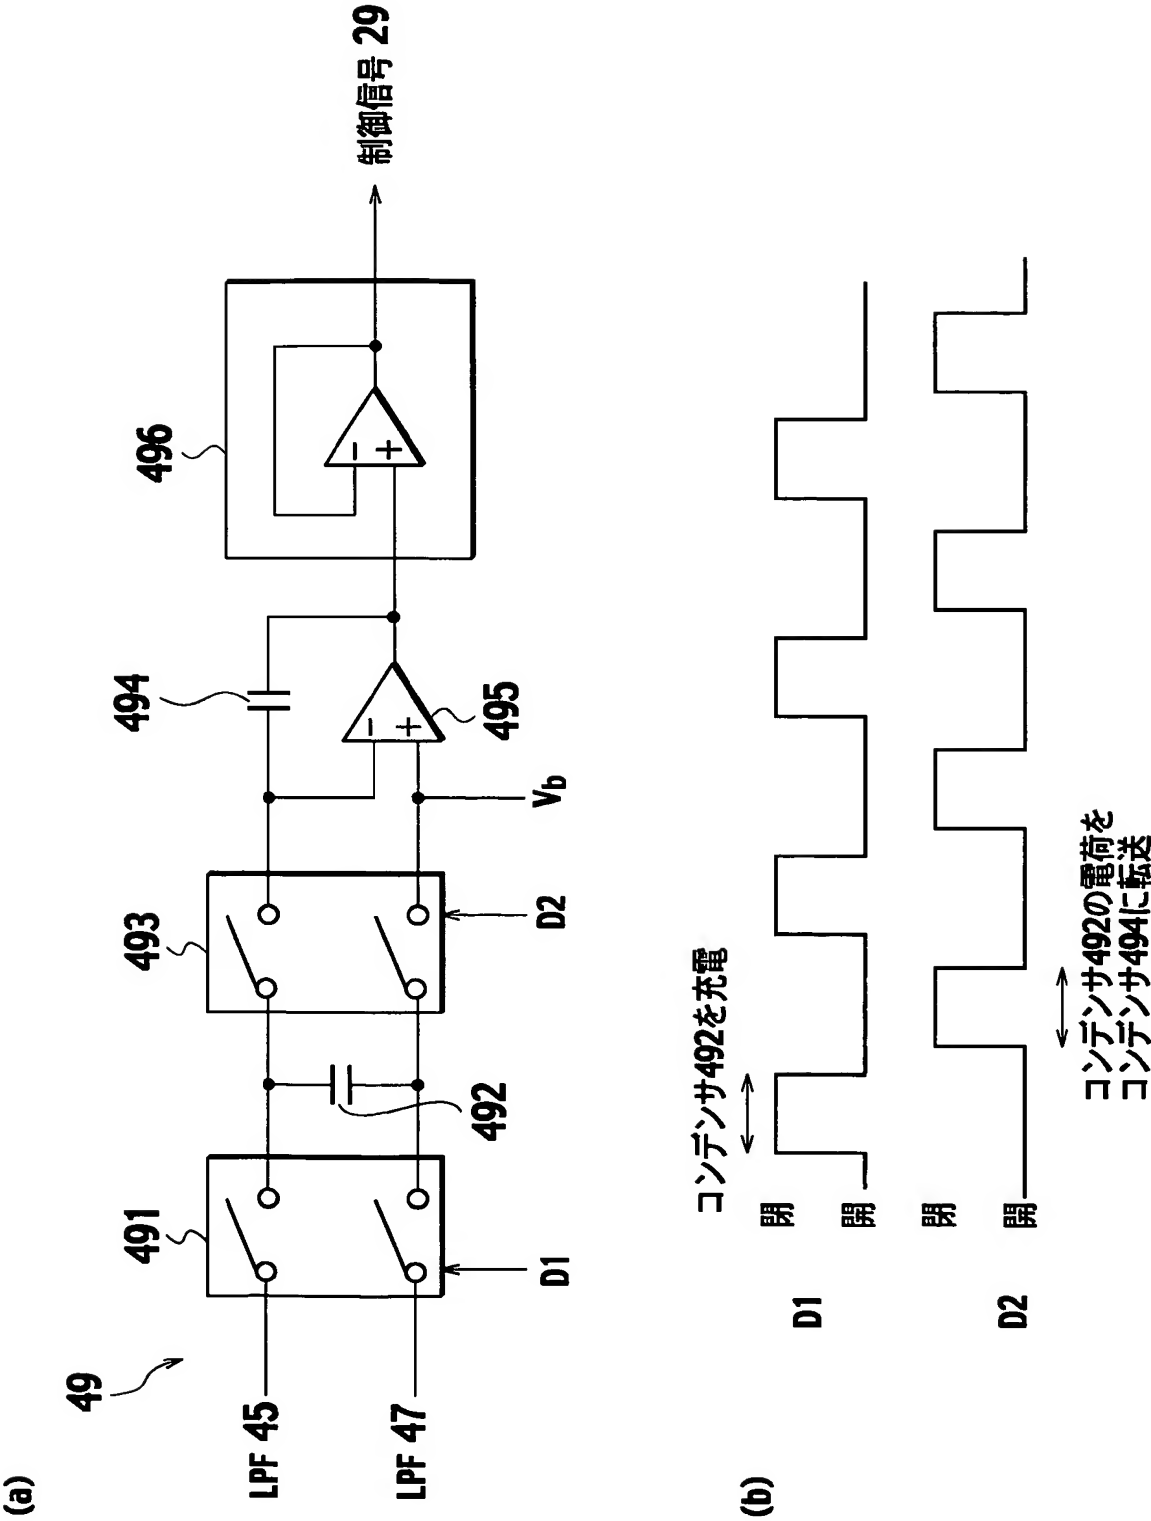 (a)
49
LPF 45
LPF 47
491
D1
492
493
D2
494
Vb
495
496
制御信号 29
(b)
コンデンサ492を充電
D1
閉
開
D2
閉
開
コンデンサ492の電荷を
コンデンサ494に転送